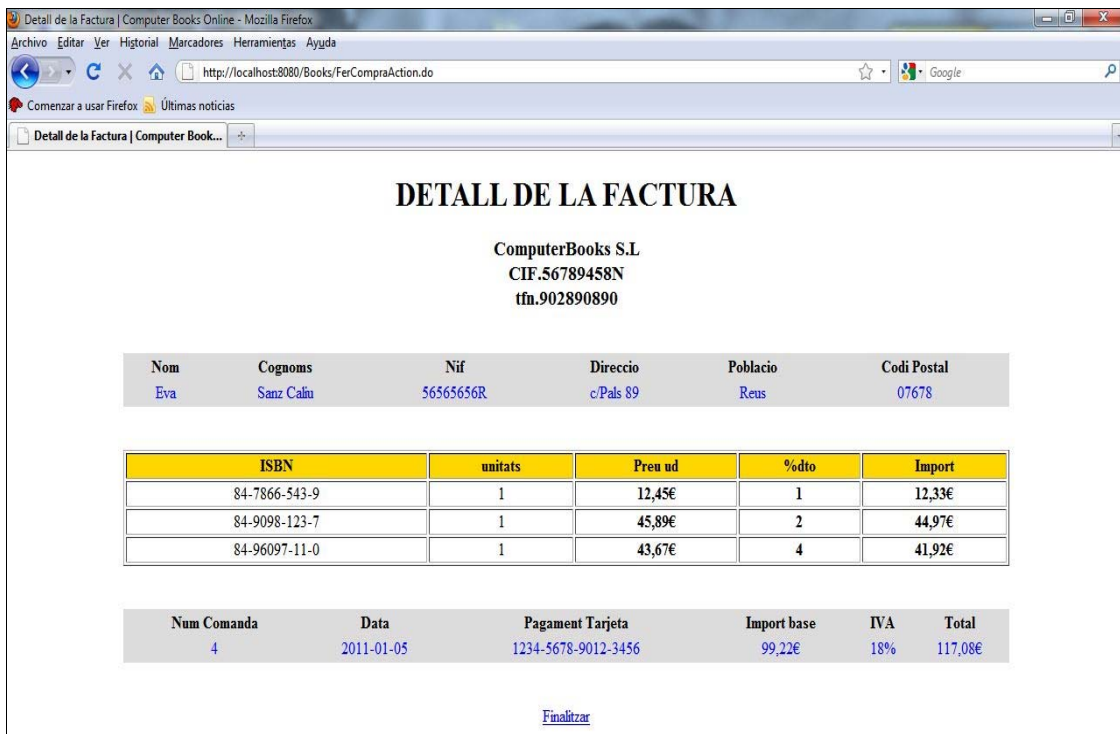 Detall de la Factura | Computer Books Online - Mozilla Firefox
Archivo Editar Ver Historial Marcadores Herramientas Ayuda
http://localhost:8080/Books/FerCompraAction.do
Google
Comenzar a usar Firefox Últimas noticias
Detall de la Factura | Computer Book...
DETALL DE LA FACTURA
ComputerBooks S.L
CIF.56789458N
tfn.902890890
Nom Cognoms Nif Direccio Poblacio Codi Postal
Eva Sanz Caliu 56565656R c/Pals 89 Reus 07678
ISBN unitats Preu ud %dto Import
84-7866-543-9 1 12,45€ 1 12,33€
84-9098-123-7 1 45,89€ 2 44,97€
84-96097-11-0 1 43,67€ 4 41,92€
Num Comanda Data Pagament Tarjeta Import base IVA Total
4 2011-01-05 1234-5678-9012-3456 99,22€ 18% 117,08€
Finalitzar